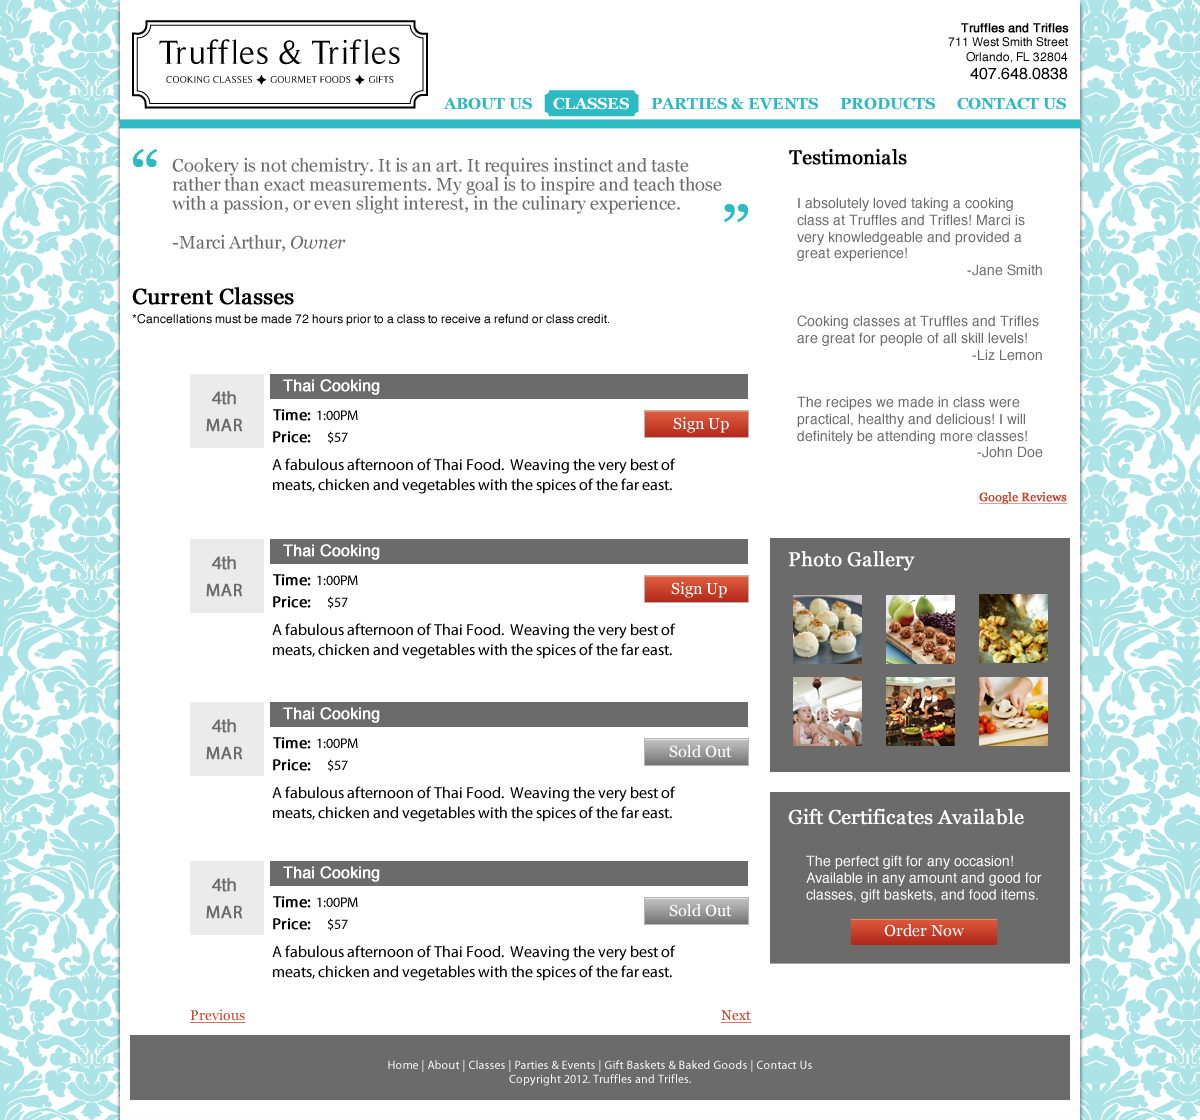 Truffles & Trifles
COOKING CLASSES ✦ GOURMET FOODS ✦ GIFTS
Truffles and Trifles
711 West Smith Street
Orlando, FL 32804
407.648.0838
ABOUT US CLASSES PARTIES & EVENTS PRODUCTS CONTACT US
“ Cookery is not chemistry. It is an art. It requires instinct and taste
rather than exact measurements. My goal is to inspire and teach those
with a passion, or even slight interest, in the culinary experience. ”
-Marci Arthur, Owner
Current Classes
*Cancellations must be made 72 hours prior to a class to receive a refund or class credit.
4th
MAR
Thai Cooking
Time: 1:00PM
Price: $57
Sign Up
A fabulous afternoon of Thai Food. Weaving the very best of
meats, chicken and vegetables with the spices of the far east.
4th
MAR
Thai Cooking
Time: 1:00PM
Price: $57
Sign Up
A fabulous afternoon of Thai Food. Weaving the very best of
meats, chicken and vegetables with the spices of the far east.
4th
MAR
Thai Cooking
Time: 1:00PM
Price: $57
Sold Out
A fabulous afternoon of Thai Food. Weaving the very best of
meats, chicken and vegetables with the spices of the far east.
4th
MAR
Thai Cooking
Time: 1:00PM
Price: $57
Sold Out
A fabulous afternoon of Thai Food. Weaving the very best of
meats, chicken and vegetables with the spices of the far east.
Previous
Next
Testimonials
I absolutely loved taking a cooking
class at Truffles and Trifles! Marci is
very knowledgeable and provided a
great experience!
-Jane Smith
Cooking classes at Truffles and Trifles
are great for people of all skill levels!
-Liz Lemon
The recipes we made in class were
practical, healthy and delicious! I will
definitely be attending more classes!
-John Doe
Google Reviews
Photo Gallery
Gift Certificates Available
The perfect gift for any occasion!
Available in any amount and good for
classes, gift baskets, and food items.
Order Now
Home | About | Classes | Parties & Events | Gift Baskets & Baked Goods | Contact Us
Copyright 2012. Truffles and Trifles.